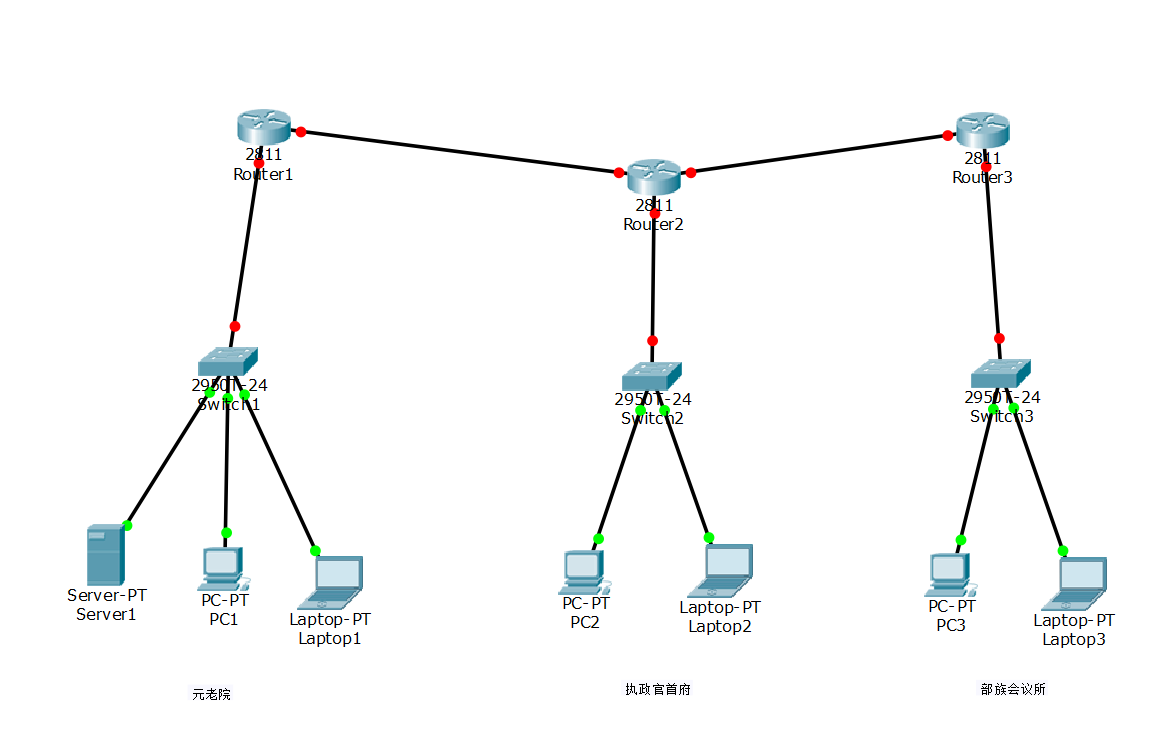 2811
Router1
2811
Router3
2811
Router2
2950T-24
Switch1
2950T-24
Switch2
2950T-24
Switch3
Server-PT
Server1
PC-PT
PC1
Laptop-PT
Laptop1
PC-PT
PC2
Laptop-PT
Laptop2
PC-PT
PC3
Laptop-PT
Laptop3
元老院
执政官首府
部族会议所